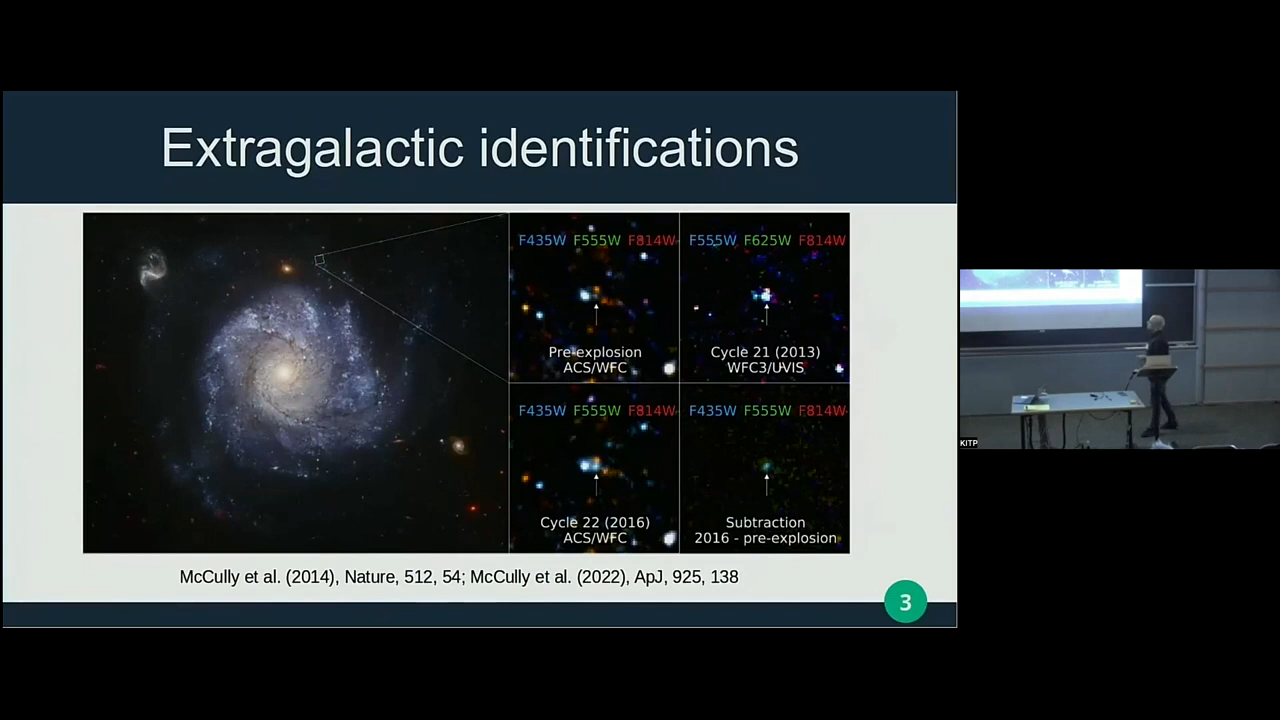 Extragalactic identifications
F435W F555W F814W
Pre-explosion
ACS/WFC
F555W F625W F814W
Cycle 21 (2013)
WFC3/UVIS
F435W F555W F814W
Cycle 22 (2016)
ACS/WFC
F435W F555W F814W
Subtraction
2016 - pre-explosion
McCully et al. (2014), Nature, 512, 54; McCully et al. (2022), ApJ, 925, 138
3
KITP